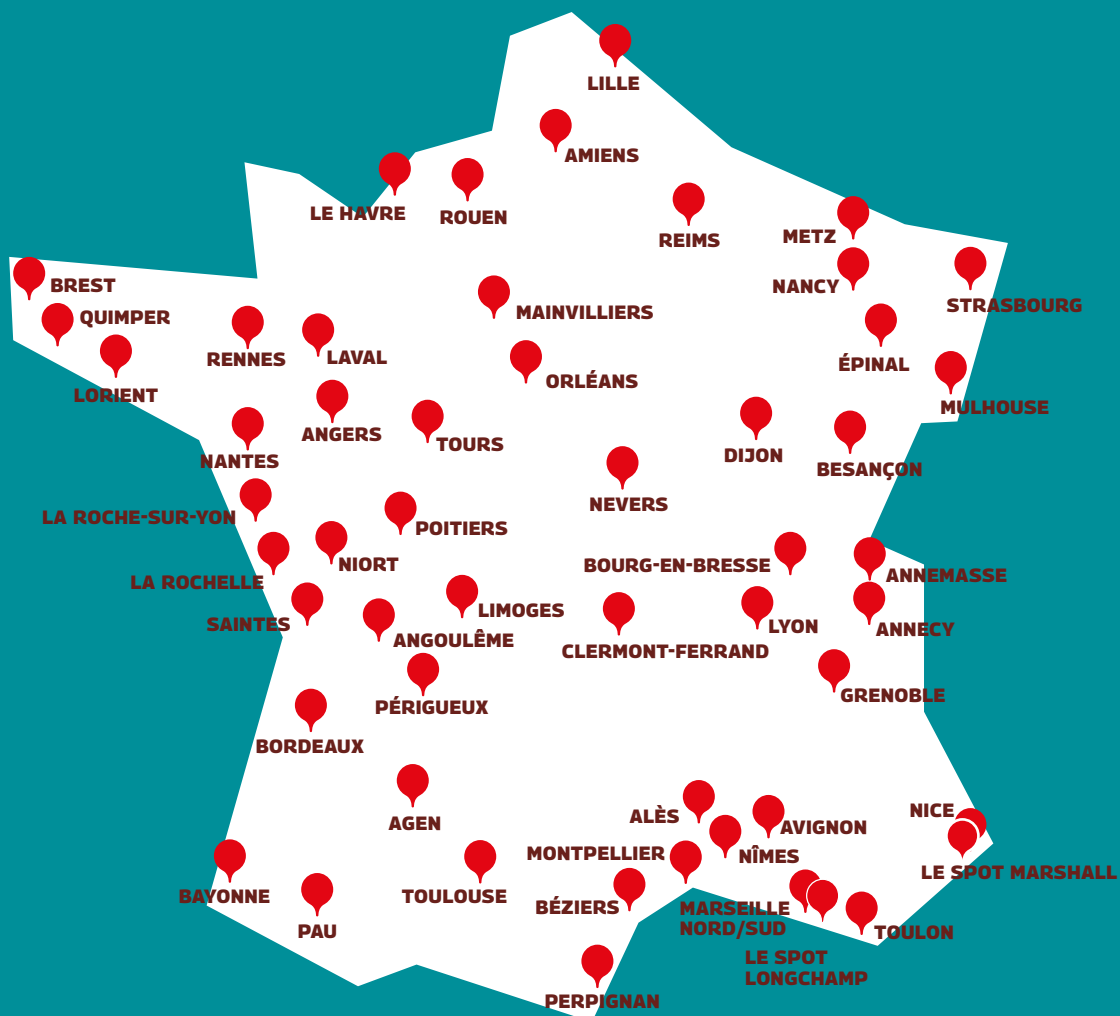 LILLE
AMIENS
LE HAVRE
ROUEN
REIMS
METZ
BREST
NANCY
STRASBOURG
QUIMPER
MAINVILLIERS
RENNES
LAVAL
ÉPINAL
LORIENT
ORLÉANS
MULHOUSE
ANGERS
TOURS
NANTES
DIJON
BESANÇON
NEVERS
LA ROCHE-SUR-YON
POITIERS
NIORT
BOURG-EN-BRESSE
ANNEMASSE
LA ROCHELLE
LIMOGES
SAINTES
LYON
ANNECY
ANGOULÊME
CLERMONT-FERRAND
GRENOBLE
PÉRIGUEUX
BORDEAUX
NICE
ALÈS
AGEN
AVIGNON
MONTPELLIER
NÎMES
LE SPOT MARSHALL
BAYONNE
TOULOUSE
BÉZIERS
MARSEILLE
NORD/SUD
PAU
TOULON
LE SPOT
LONGCHAMP
PERPIGNAN